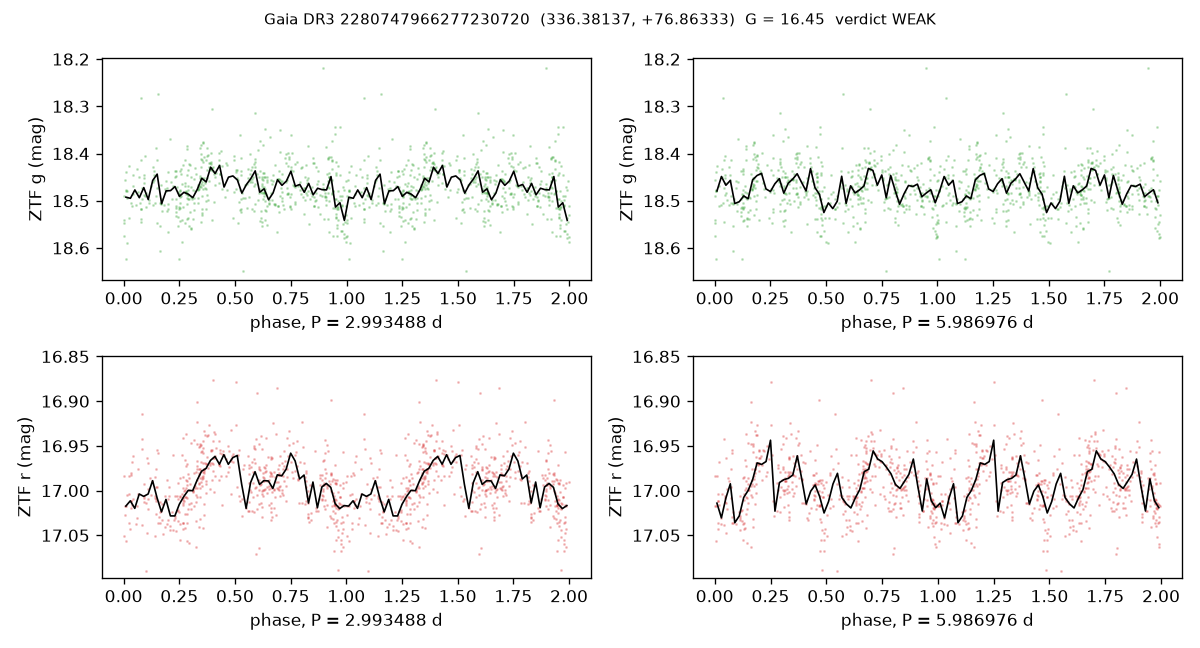 Gaia DR3 2280747966277230720 (336.38137, +76.86333) G = 16.45 verdict WEAK
ZTF g (mag)
18.2
18.3
18.4
18.5
18.6
0.00 0.25 0.50 0.75 1.00 1.25 1.50 1.75 2.00
phase, P = 2.993488 d
ZTF g (mag)
18.2
18.3
18.4
18.5
18.6
0.00 0.25 0.50 0.75 1.00 1.25 1.50 1.75 2.00
phase, P = 5.986976 d
ZTF r (mag)
16.85
16.90
16.95
17.00
17.05
0.00 0.25 0.50 0.75 1.00 1.25 1.50 1.75 2.00
phase, P = 2.993488 d
ZTF r (mag)
16.85
16.90
16.95
17.00
17.05
0.00 0.25 0.50 0.75 1.00 1.25 1.50 1.75 2.00
phase, P = 5.986976 d